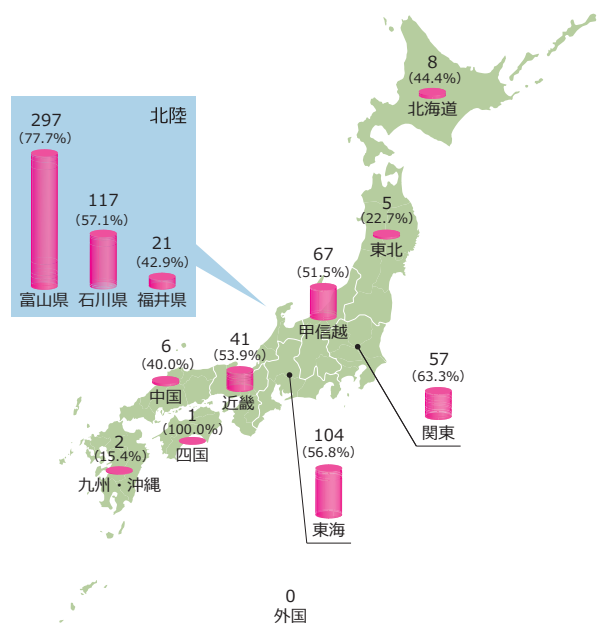 8
(44.4%)
北海道
北陸
297
(77.7%)
富山県
117
(57.1%)
石川県
21
(42.9%)
福井県
5
(22.7%)
東北
67
(51.5%)
甲信越
6
(40.0%)
中国
41
(53.9%)
近畿
57
(63.3%)
関東
1
(100.0%)
四国
2
(15.4%)
九州・沖縄
104
(56.8%)
東海
0
外国